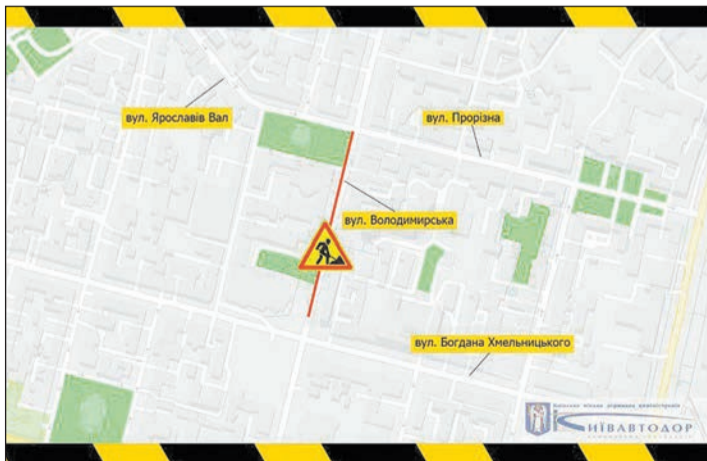 вул. Ярославів Вал
вул. Прорізна
вул. Володимирська
вул. Богдана Хмельницького
КИЇВАВТОДОР